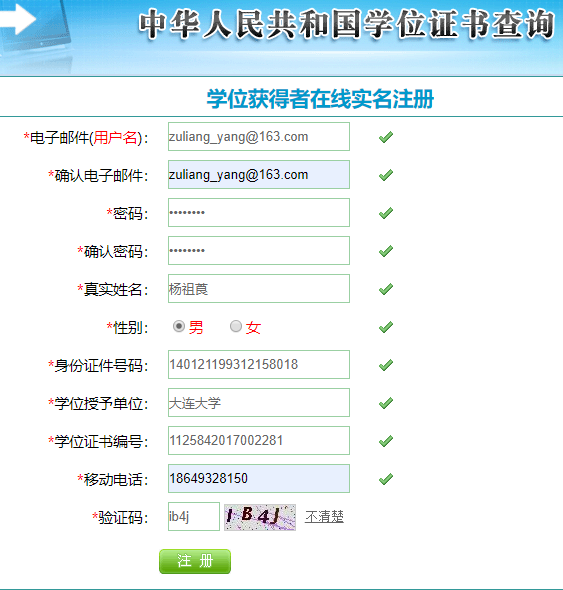 中华人民共和国学位证书查询
学位获得者在线实名注册
*电子邮件(用户名)： zuliang_yang@163.com
*确认电子邮件： zuliang_yang@163.com
*密码： ••••••••
*确认密码： ••••••••
*真实姓名： 杨祖莨
*性别： 男 女
*身份证件号码： 140121199312158018
*学位授予单位： 大连大学
*学位证书编号： 1125842017002281
*移动电话： 18649328150
*验证码： ib4j IB4J 不清楚
注 册